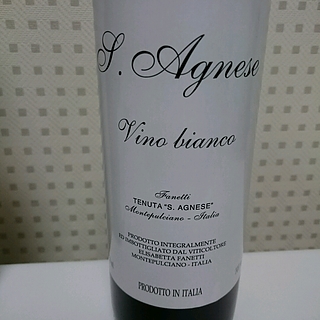 S. Agnese
Vino bianco
Fanetti
TENUTA "S. AGNESE"
Montepulciano - Italia
PRODOTTO INTEGRALMENTE
ED IMBOTTIGLIATO DAL VITICOLTORE
ELISABETTA FANETTI
MONTEPULCIANO - ITALIA
PRODOTTO IN ITALIA